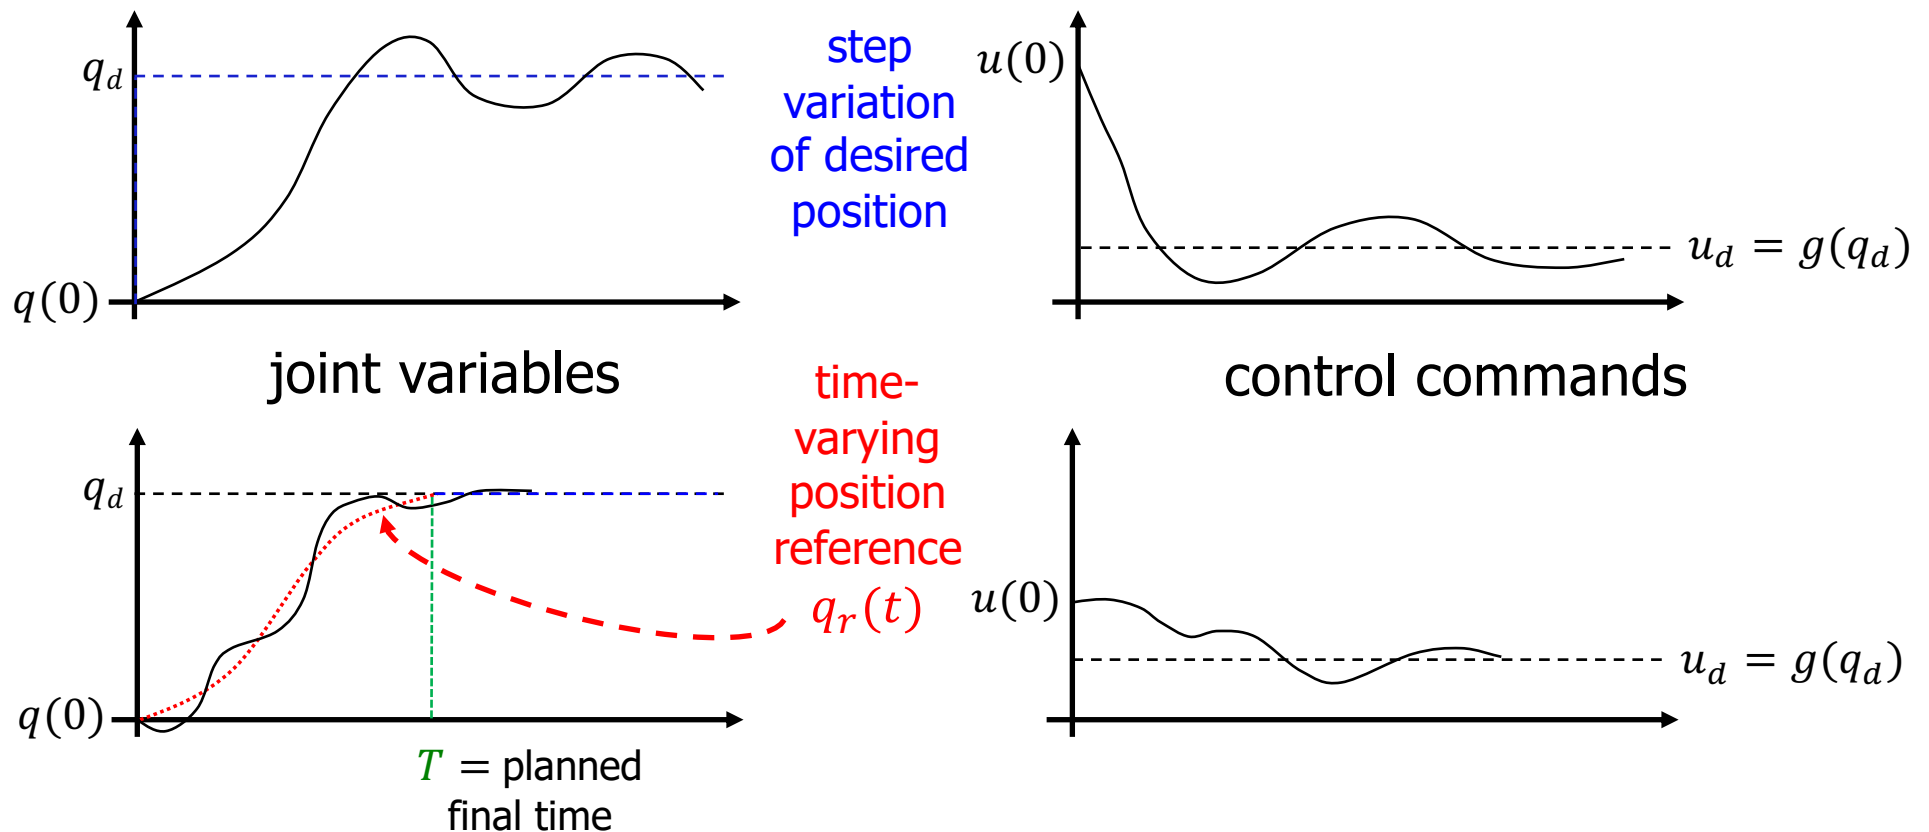 q_d
q(0)
joint variables
step
variation
of desired
position
u(0)
u_d = g(q_d)
control commands
q_d
q(0)
T = planned
final time
time-
varying
position
reference
q_r(t)
u(0)
u_d = g(q_d)